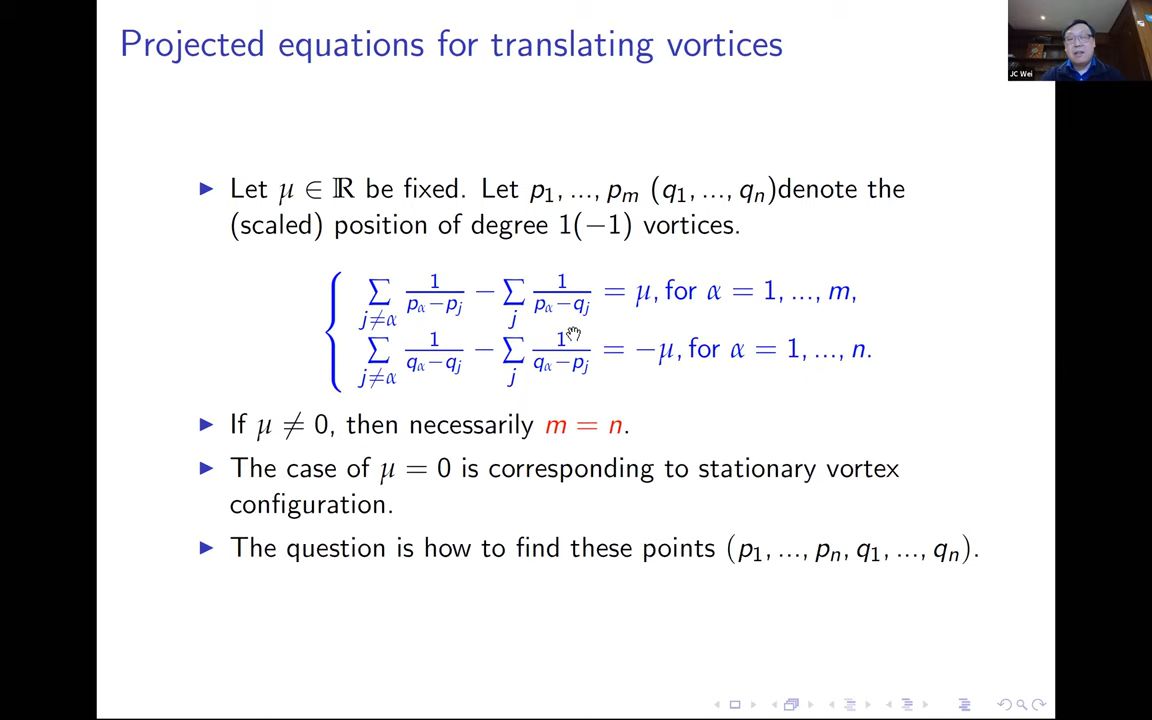 Projected equations for translating vortices
JC Wei
▶ Let μ ∈ ℝ be fixed. Let p₁, ..., pₘ (q₁, ..., qₙ)denote the
(scaled) position of degree 1(−1) vortices.
∑_{j≠α} 1/(p_α−p_j) − ∑_j 1/(p_α−q_j) = μ, for α = 1, ..., m,
∑_{j≠α} 1/(q_α−q_j) − ∑_j 1/(q_α−p_j) = −μ, for α = 1, ..., n.
▶ If μ ≠ 0, then necessarily m = n.
▶ The case of μ = 0 is corresponding to stationary vortex
configuration.
▶ The question is how to find these points (p₁, ..., pₙ, q₁, ..., qₙ).